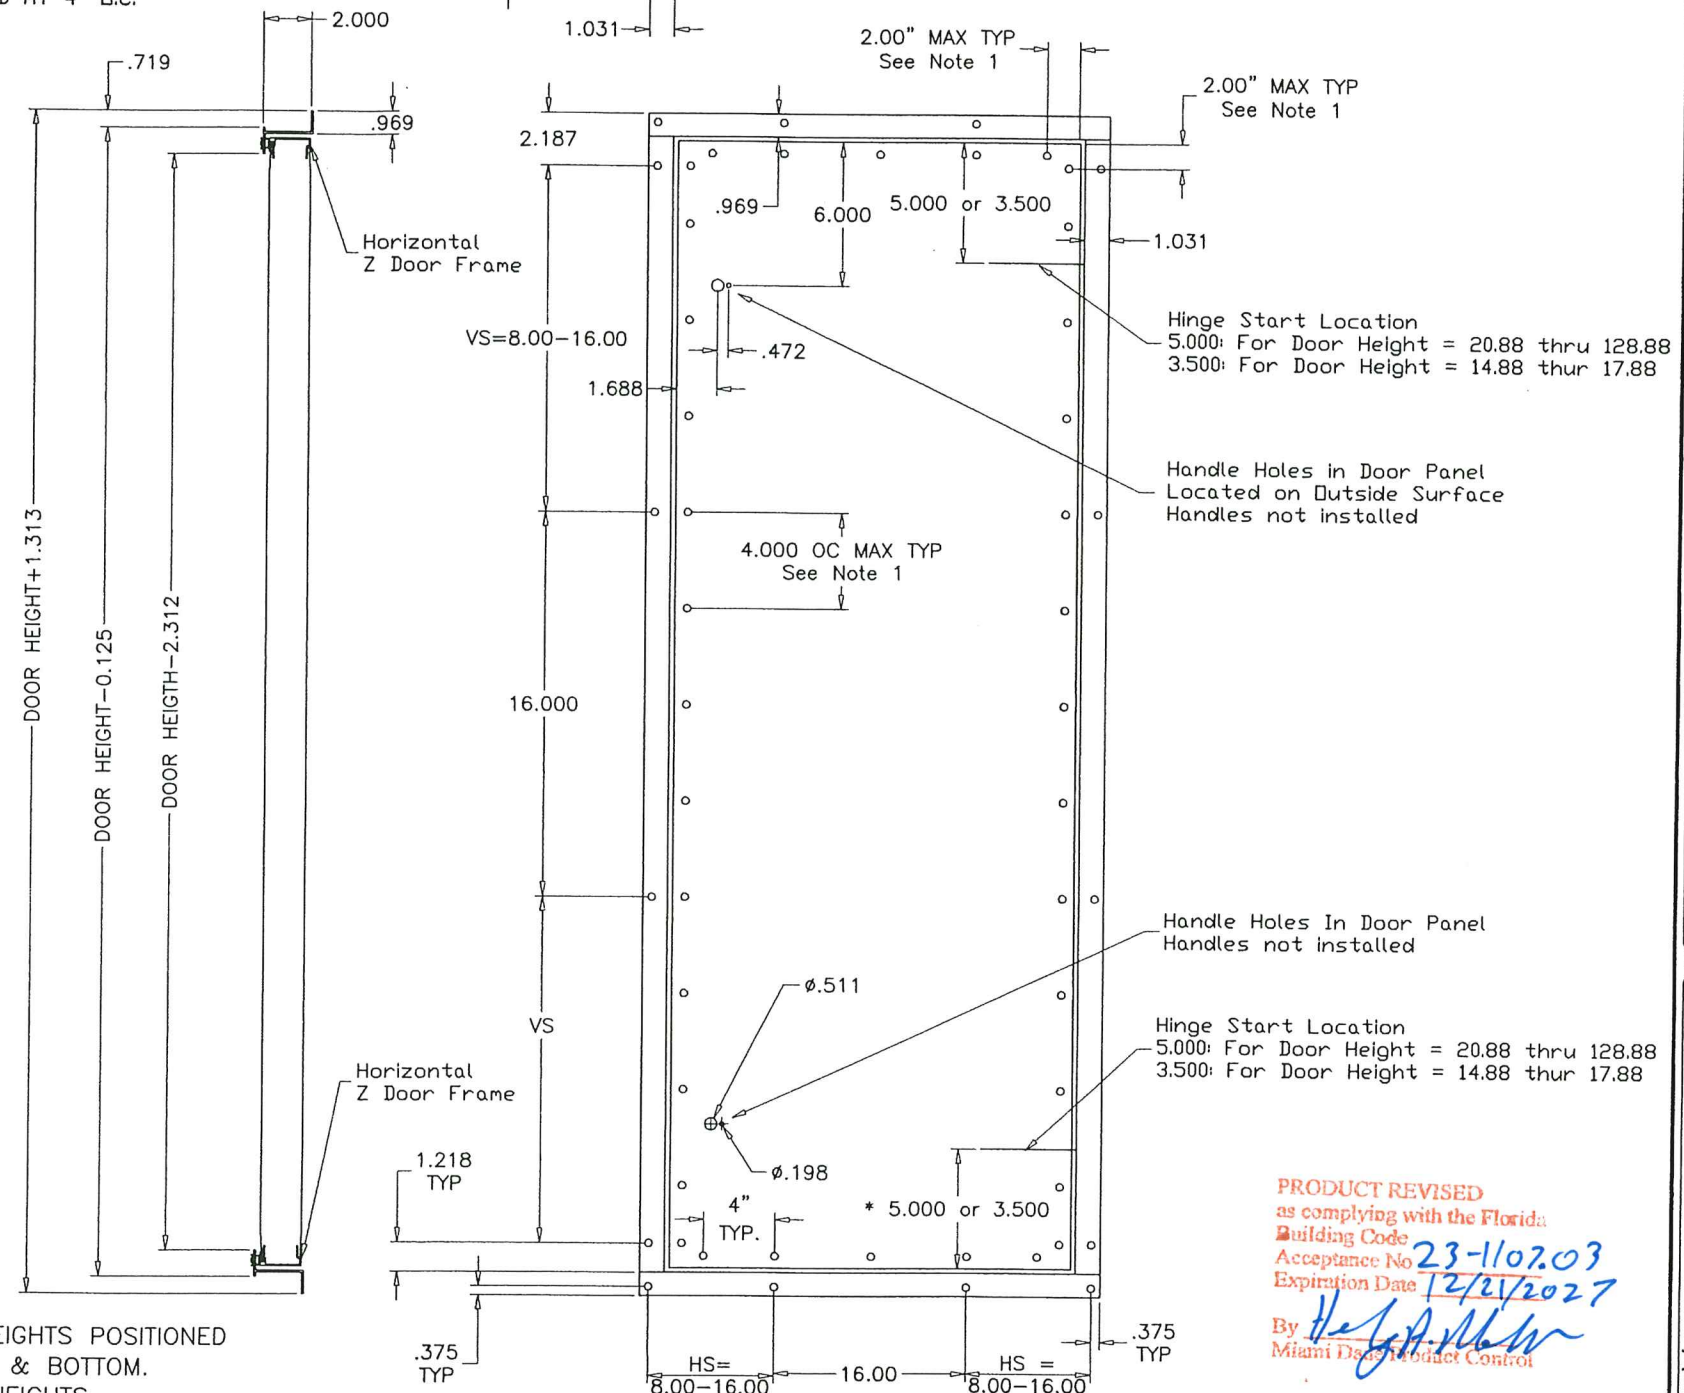 D AT 4" O.C.
2.000
1.031
2.00" MAX TYP
See Note 1
.719
2.00" MAX TYP
See Note 1
.969
2.187
.969
6.000
5.000 or 3.500
1.031
Horizontal
Z Door Frame
VS=8.00-16.00
.472
1.688
Hinge Start Location
5.000: For Door Height = 20.88 thru 128.88
3.500: For Door Height = 14.88 thur 17.88
Handle Holes in Door Panel
Located on Outside Surface
Handles not installed
DOOR HEIGHT+1.313
DOOR HEIGHT-0.125
DOOR HEIGTH-2.312
4.000 OC MAX TYP
See Note 1
16.000
Handle Holes In Door Panel
Handles not installed
Ø.511
VS
Hinge Start Location
5.000: For Door Height = 20.88 thru 128.88
3.500: For Door Height = 14.88 thur 17.88
Horizontal
Z Door Frame
1.218
TYP
Ø.198
4"
TYP.
* 5.000 or 3.500
PRODUCT REVISED
as complying with the Florida
Building Code
Acceptance No 23-1107.03
Expiration Date 12/21/2027
By
Miami Dade Product Control
EIGHTS POSITIONED
& BOTTOM.
HEIGHTS
.375
TYP
HS=
8.00-16.00
16.00
HS =
8.00-16.00
.375
TYP